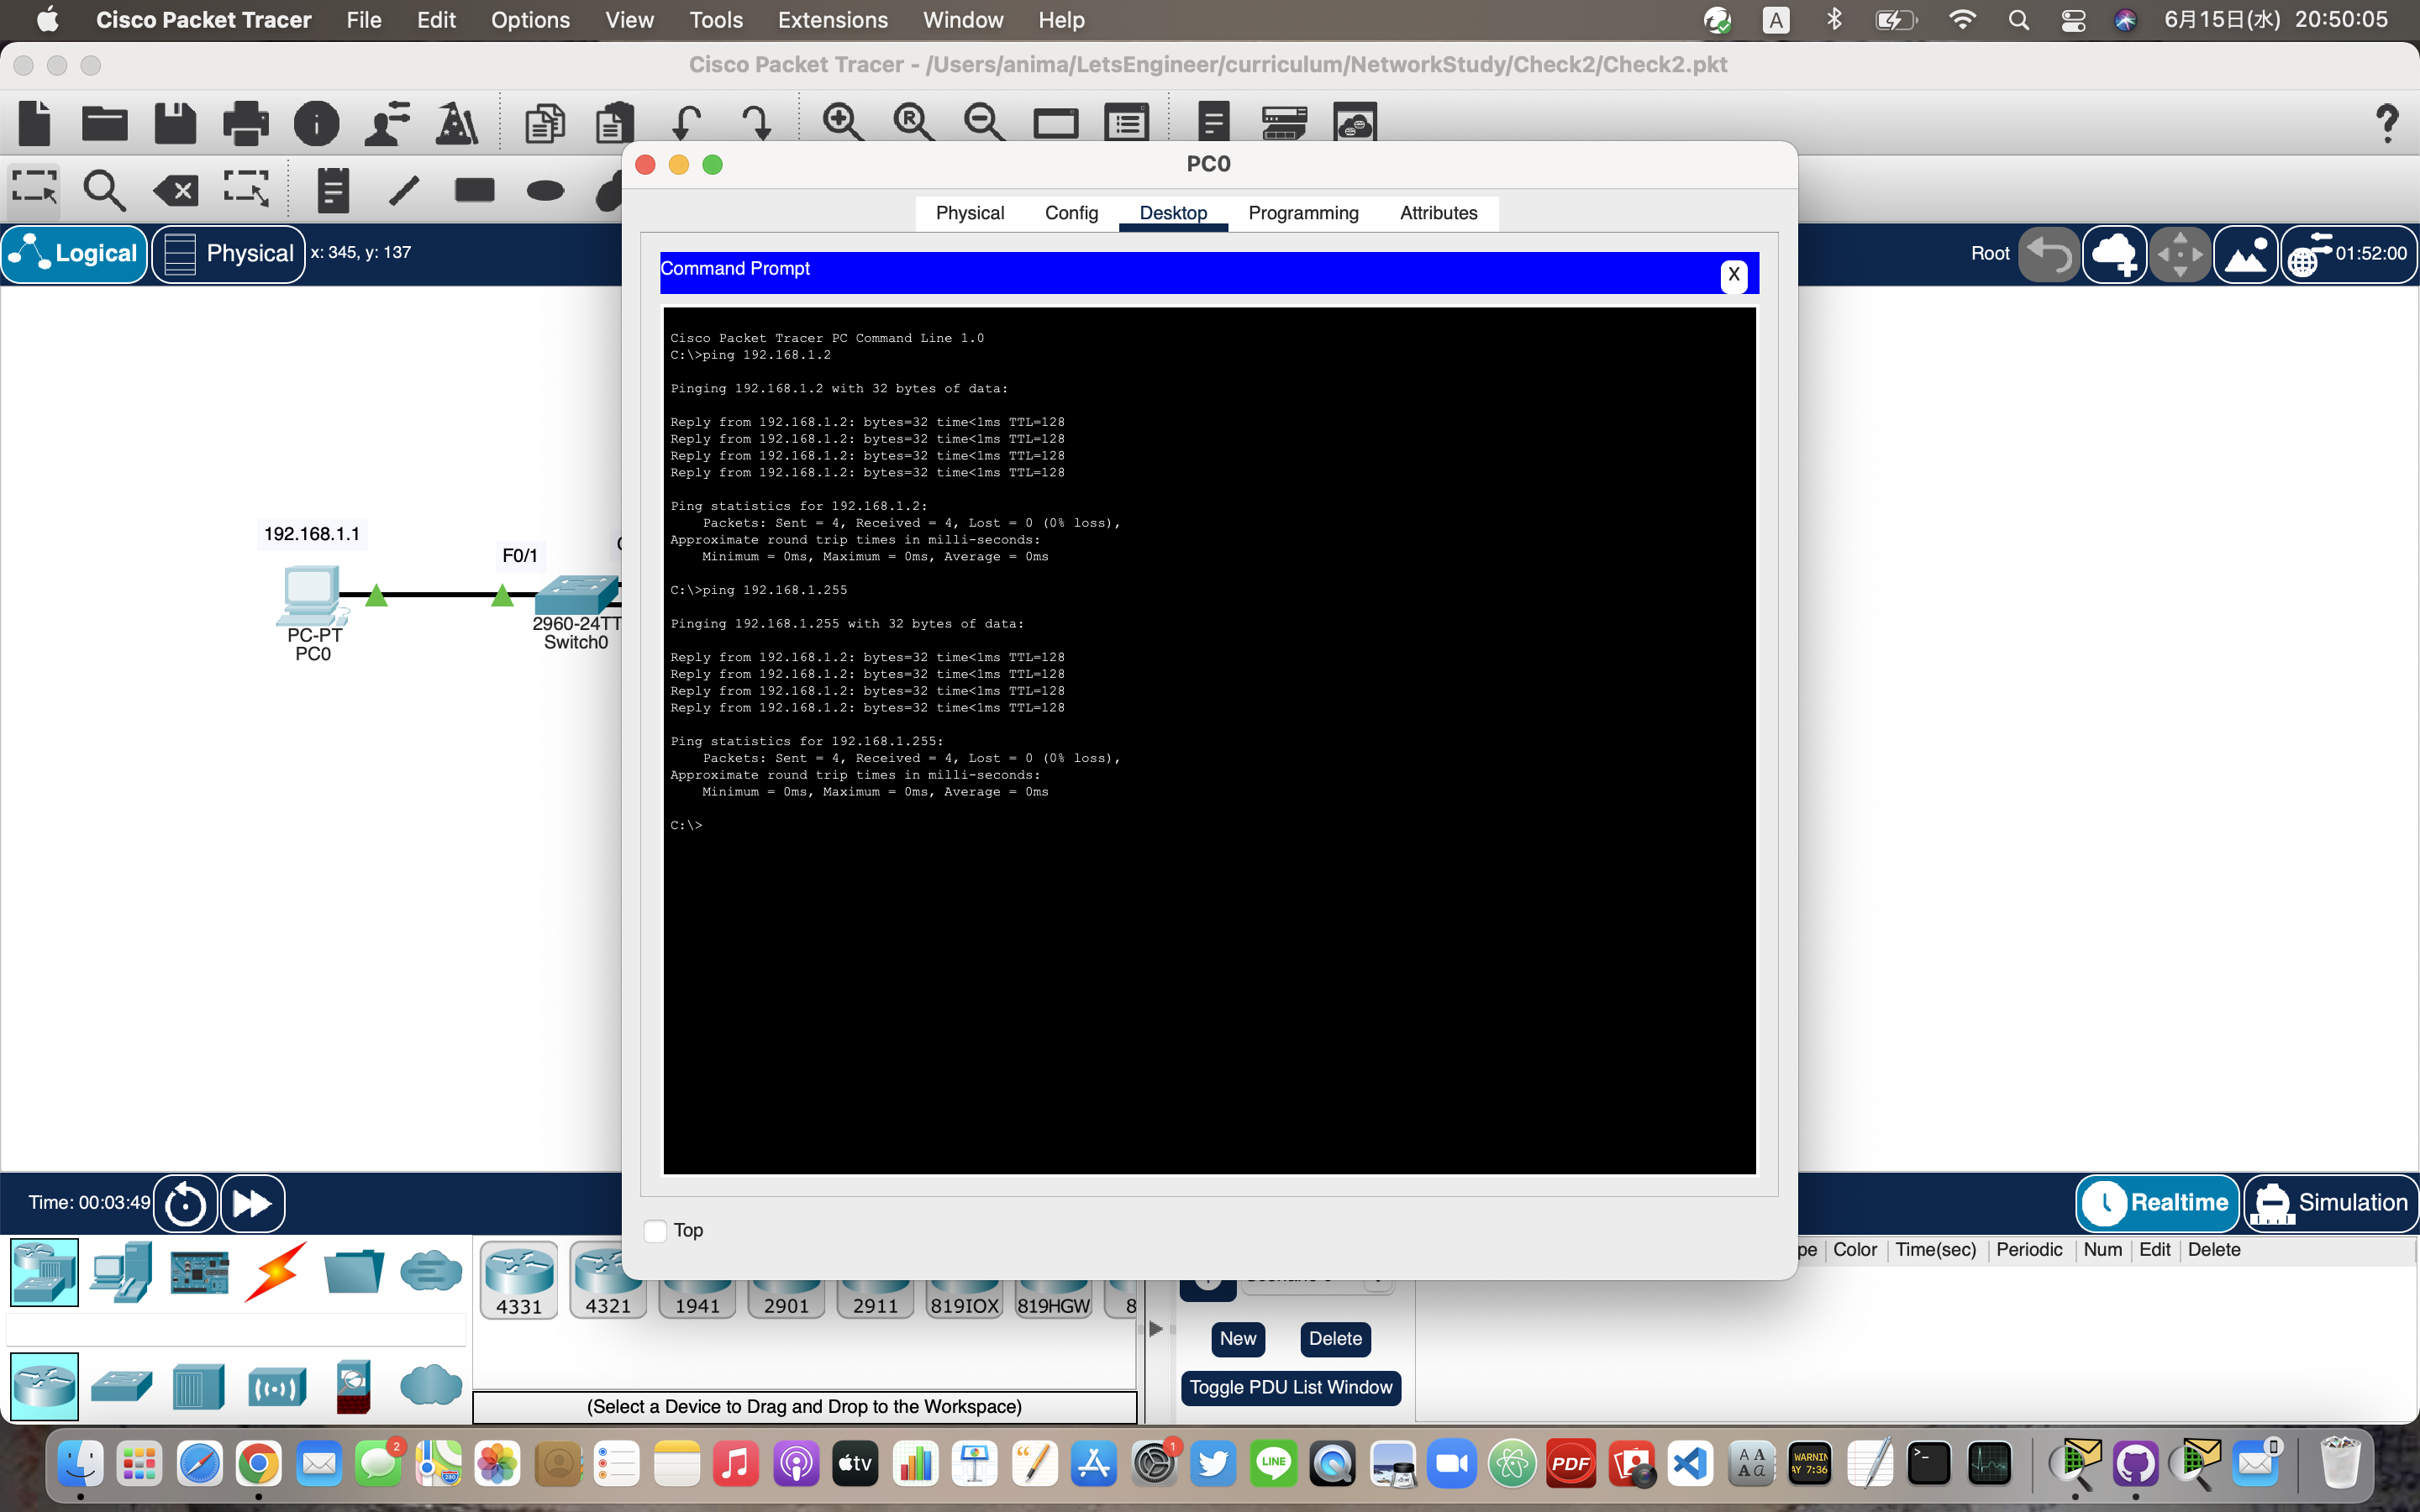 Cisco Packet Tracer File Edit Options View Tools Extensions Window Help A 6月15日(水) 20:50:05
Cisco Packet Tracer - /Users/anima/LetsEngineer/curriculum/NetworkStudy/Check2/Check2.pkt
PC0
Physical Config Desktop Programming Attributes
Logical Physical x: 345, y: 137 Root 01:52:00
Command Prompt X
Cisco Packet Tracer PC Command Line 1.0
C:\>ping 192.168.1.2
Pinging 192.168.1.2 with 32 bytes of data:
Reply from 192.168.1.2: bytes=32 time<1ms TTL=128
Reply from 192.168.1.2: bytes=32 time<1ms TTL=128
Reply from 192.168.1.2: bytes=32 time<1ms TTL=128
Reply from 192.168.1.2: bytes=32 time<1ms TTL=128
Ping statistics for 192.168.1.2:
Packets: Sent = 4, Received = 4, Lost = 0 (0% loss),
Approximate round trip times in milli-seconds:
Minimum = 0ms, Maximum = 0ms, Average = 0ms
C:\>ping 192.168.1.255
Pinging 192.168.1.255 with 32 bytes of data:
Reply from 192.168.1.2: bytes=32 time<1ms TTL=128
Reply from 192.168.1.2: bytes=32 time<1ms TTL=128
Reply from 192.168.1.2: bytes=32 time<1ms TTL=128
Reply from 192.168.1.2: bytes=32 time<1ms TTL=128
Ping statistics for 192.168.1.255:
Packets: Sent = 4, Received = 4, Lost = 0 (0% loss),
Approximate round trip times in milli-seconds:
Minimum = 0ms, Maximum = 0ms, Average = 0ms
C:\>
192.168.1.1
F0/1
PC-PT
PC0
2960-24TT
Switch0
Top
Time: 00:03:49 Realtime Simulation
pe Color Time(sec) Periodic Num Edit Delete
4331 4321 1941 2901 2911 819IOX 819HGW 8
New Delete
Toggle PDU List Window
(Select a Device to Drag and Drop to the Workspace)
2 280 tv 1 LINE PDF WARNIN AY 7:36